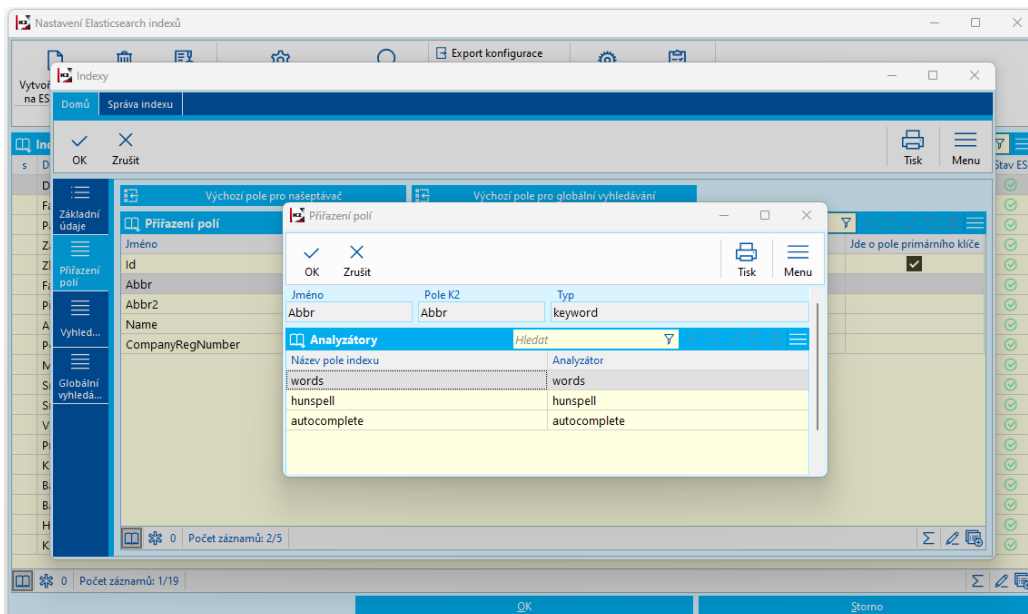 Nastavení Elasticsearch indexů
Export konfigurace
Indexy
Domů
Správa indexu
OK
Zrušit
Tisk
Menu
Stav ES
Základní údaje
Přiřazení polí
Vyhled...
Globální vyhledá...
Výchozí pole pro našeptávač
Výchozí pole pro globální vyhledávání
Přiřazení polí
Jméno
Jde o pole primárního klíče
Id
Abbr
Abbr2
Name
CompanyRegNumber
Přiřazení polí
OK
Zrušit
Tisk
Menu
Jméno
Pole K2
Typ
Abbr
Abbr
keyword
Analyzátory
Hledat
Název pole indexu
Analyzátor
words
words
hunspell
hunspell
autocomplete
autocomplete
0 Počet záznamů: 2/5
0 Počet záznamů: 1/19
OK
Storno